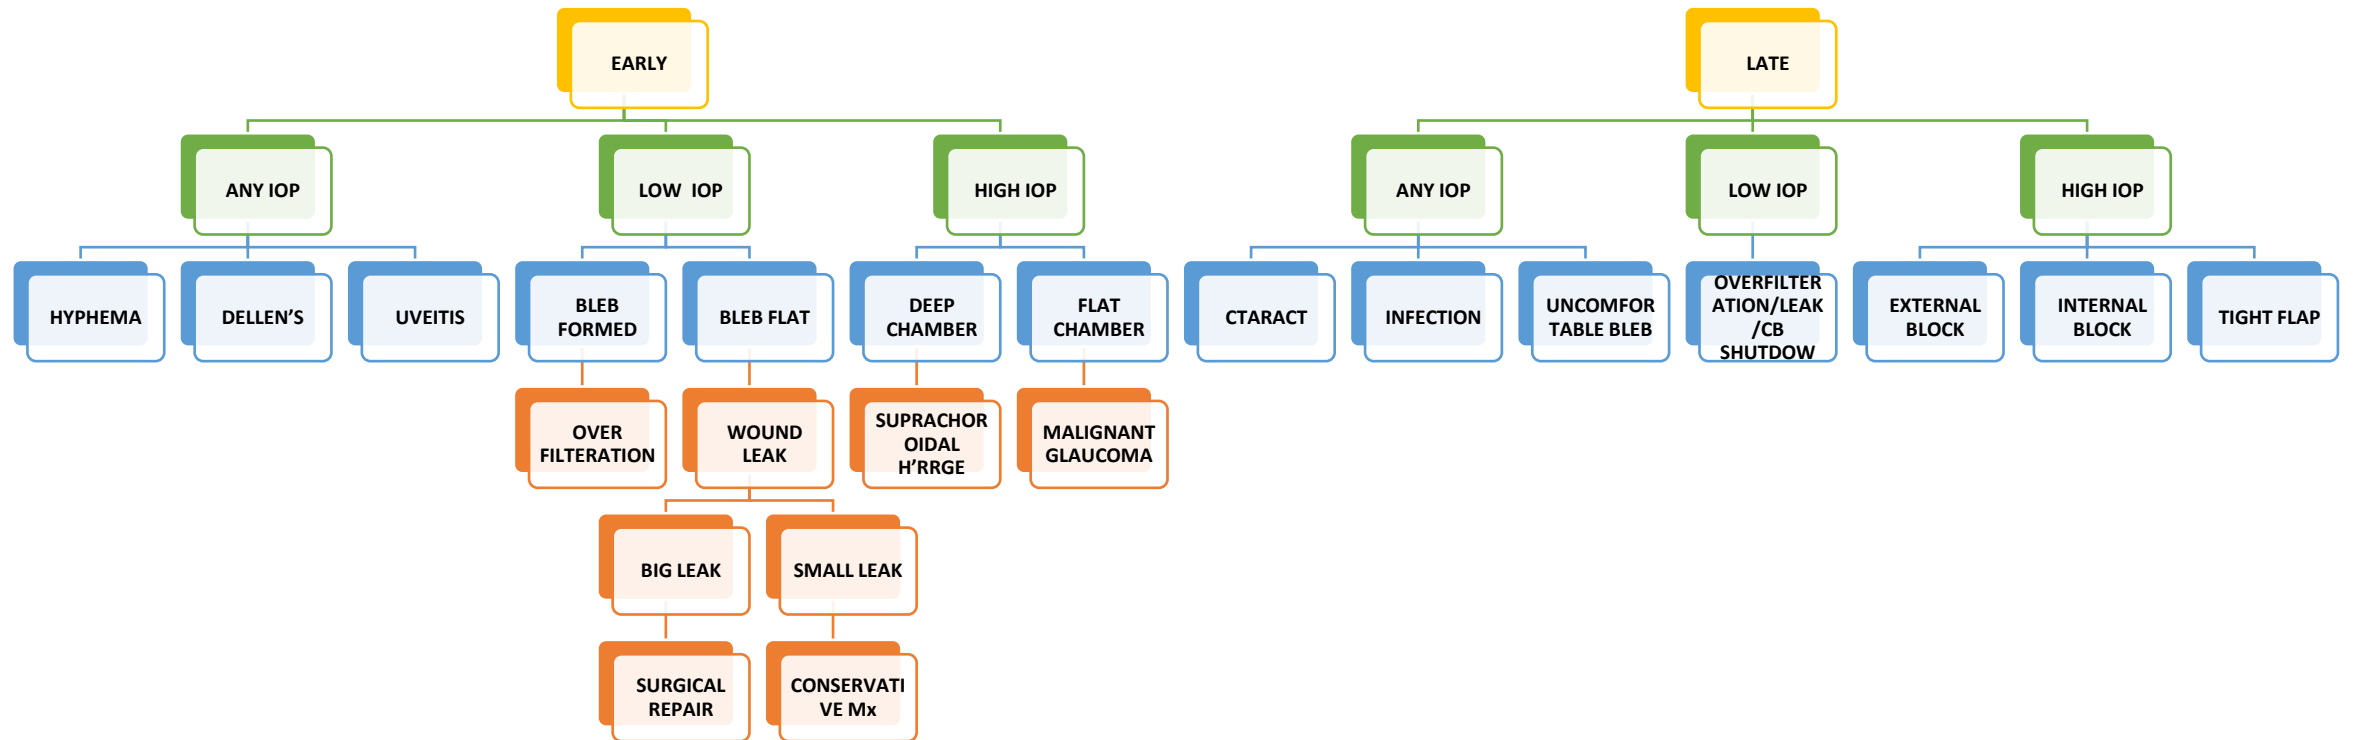 EARLY
LATE
ANY IOP
LOW IOP
HIGH IOP
ANY IOP
LOW IOP
HIGH IOP
HYPHEMA
DELLEN’S
UVEITIS
BLEB
FORMED
BLEB FLAT
DEEP
CHAMBER
FLAT
CHAMBER
CTARACT
INFECTION
UNCOMFOR
TABLE BLEB
OVERFILTER
ATION/LEAK
/CB
SHUTDOW
EXTERNAL
BLOCK
INTERNAL
BLOCK
TIGHT FLAP
OVER
FILTERATION
WOUND
LEAK
SUPRACHOR
OIDAL
H’RRGE
MALIGNANT
GLAUCOMA
BIG LEAK
SMALL LEAK
SURGICAL
REPAIR
CONSERVATI
VE Mx